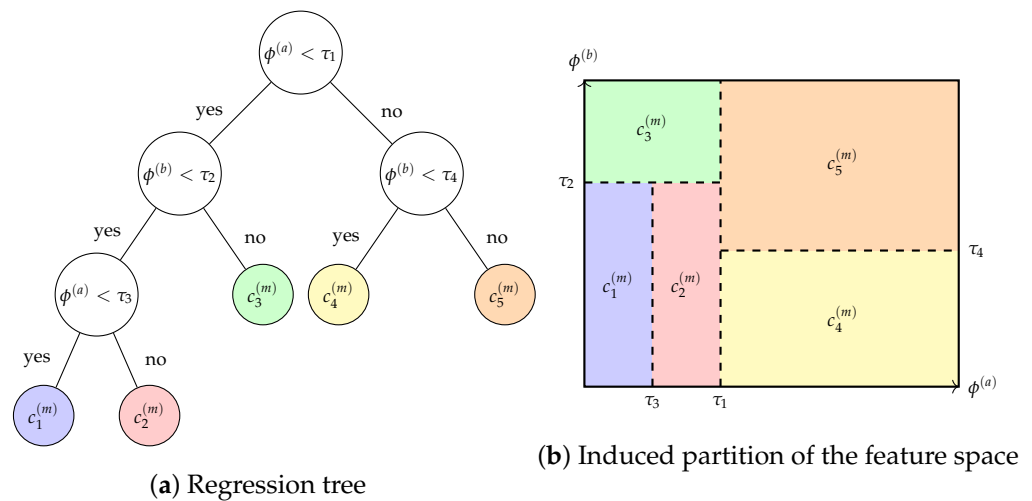 ϕ^(a) < τ₁
yes
no
ϕ^(b) < τ₂
ϕ^(b) < τ₄
yes
no
yes
no
ϕ^(a) < τ₃
c₃^(m)
c₄^(m)
c₅^(m)
yes
no
c₁^(m)
c₂^(m)
(a) Regression tree
ϕ^(b)
c₃^(m)
c₅^(m)
τ₂
τ₄
c₁^(m)
c₂^(m)
c₄^(m)
τ₃
τ₁
ϕ^(a)
(b) Induced partition of the feature space